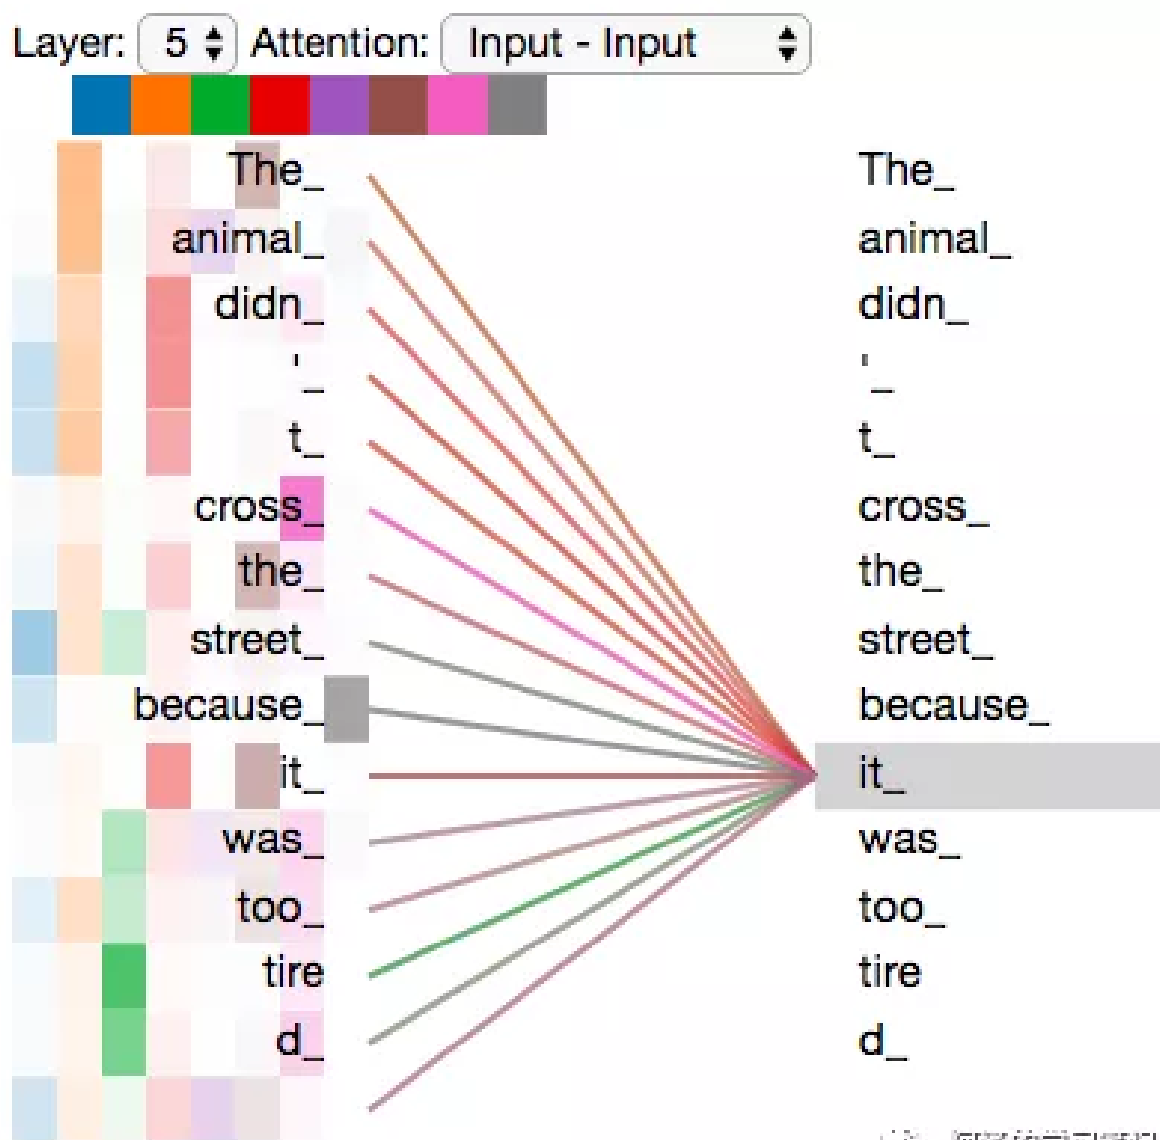 Layer: 5 Attention: Input - Input
The_ The_
animal_ animal_
didn_ didn_
'_ '_
t_ t_
cross_ cross_
the_ the_
street_ street_
because_ because_
it_ it_
was_ was_
too_ too_
tire tire
d_ d_